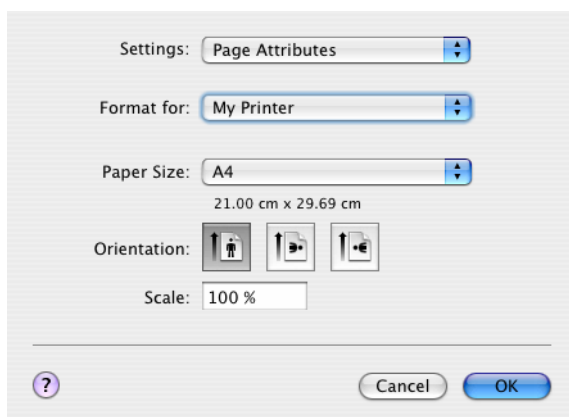 Settings: Page Attributes
Format for: My Printer
Paper Size: A4
21.00 cm x 29.69 cm
Orientation:
Scale: 100 %
? Cancel OK